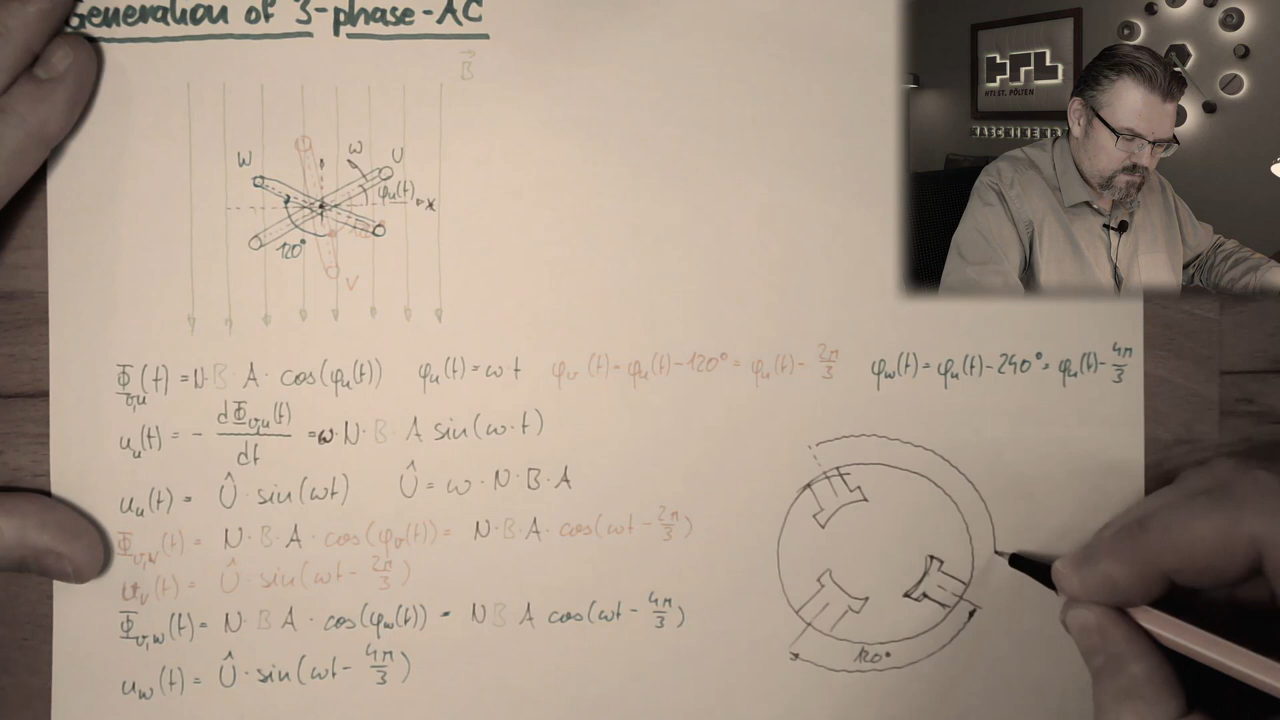 Generation of 3-phase-AC
B
HTL ST. PÖLTEN
W
ω
U
φu(t)
x
120°
V
Φv,u(t) = N·B·A·cos(φu(t)) φu(t)=ωt φv(t)=φu(t)-120°=φu(t)-2π/3 φw(t)=φu(t)-240°=φu(t)-4π/3
uu(t) = - dΦv,u(t)/dt = ω·N·B·A sin(ω·t)
uu(t) = Û·sin(ωt) Û=ω·N·B·A
Φv,v(t) = N·B·A·cos(φv(t)) = N·B·A·cos(ωt-2π/3)
uv(t) = Û·sin(ωt-2π/3)
Φv,w(t) = N·B·A·cos(φw(t)) = N B A cos(ωt-4π/3)
uw(t) = Û·sin(ωt-4π/3)
120°